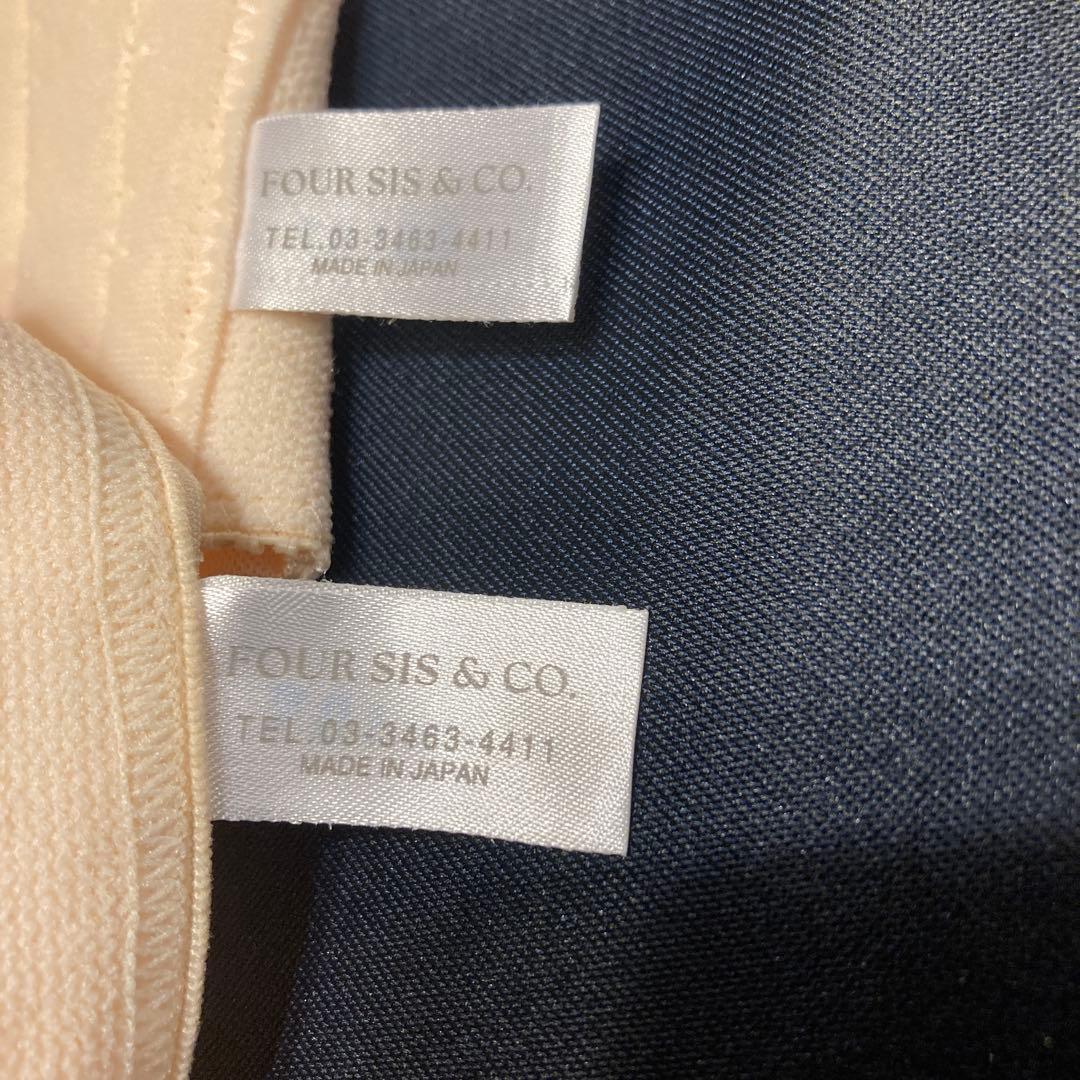 FOUR SIS & CO.
TEL.03-3463-4411
MADE IN JAPAN
FOUR SIS & CO.
TEL.03-3463-4411
MADE IN JAPAN